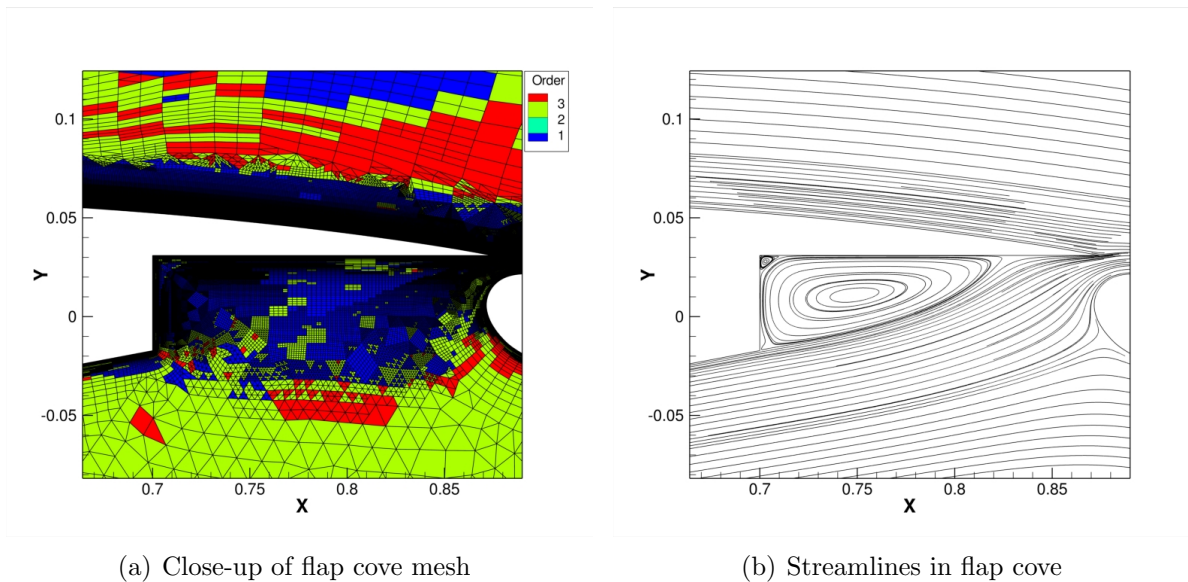 Order
3
2
1
0.1
0.05
0
-0.05
Y
0.7
0.75
0.8
0.85
X
0.1
0.05
0
-0.05
Y
0.7
0.75
0.8
0.85
X
(a) Close-up of flap cove mesh
(b) Streamlines in flap cove